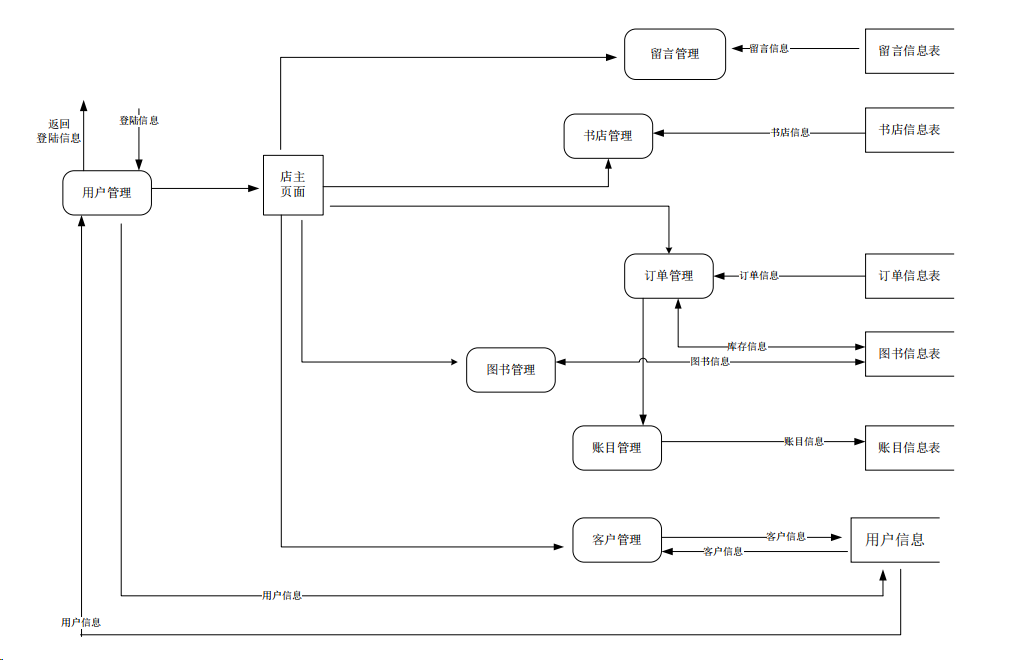 留言管理
留言信息
留言信息表
返回
登陆信息
登陆信息
书店管理
书店信息
书店信息表
用户管理
店主
页面
订单管理
订单信息
订单信息表
库存信息
图书管理
图书信息
图书信息表
账目管理
账目信息
账目信息表
客户管理
客户信息
客户信息
用户信息
用户信息
用户信息